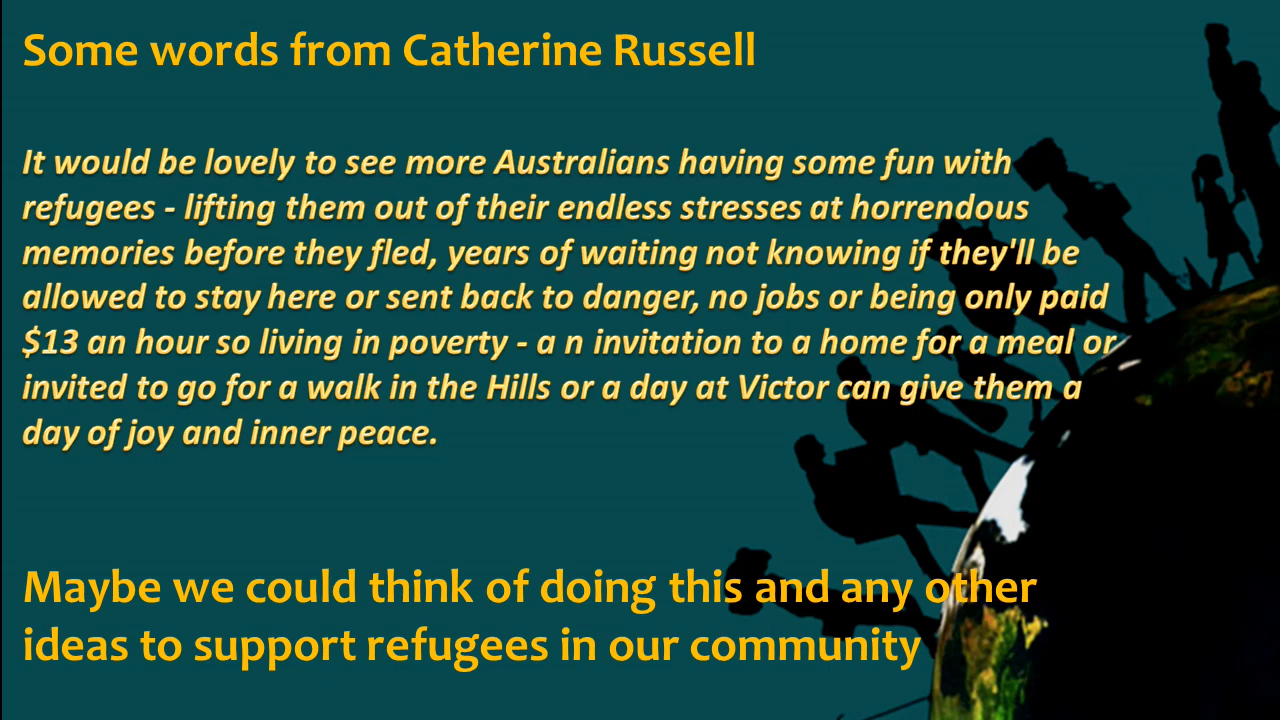 Some words from Catherine Russell
It would be lovely to see more Australians having some fun with
refugees - lifting them out of their endless stresses at horrendous
memories before they fled, years of waiting not knowing if they'll be
allowed to stay here or sent back to danger, no jobs or being only paid
$13 an hour so living in poverty - a n invitation to a home for a meal or
invited to go for a walk in the Hills or a day at Victor can give them a
day of joy and inner peace.
Maybe we could think of doing this and any other
ideas to support refugees in our community